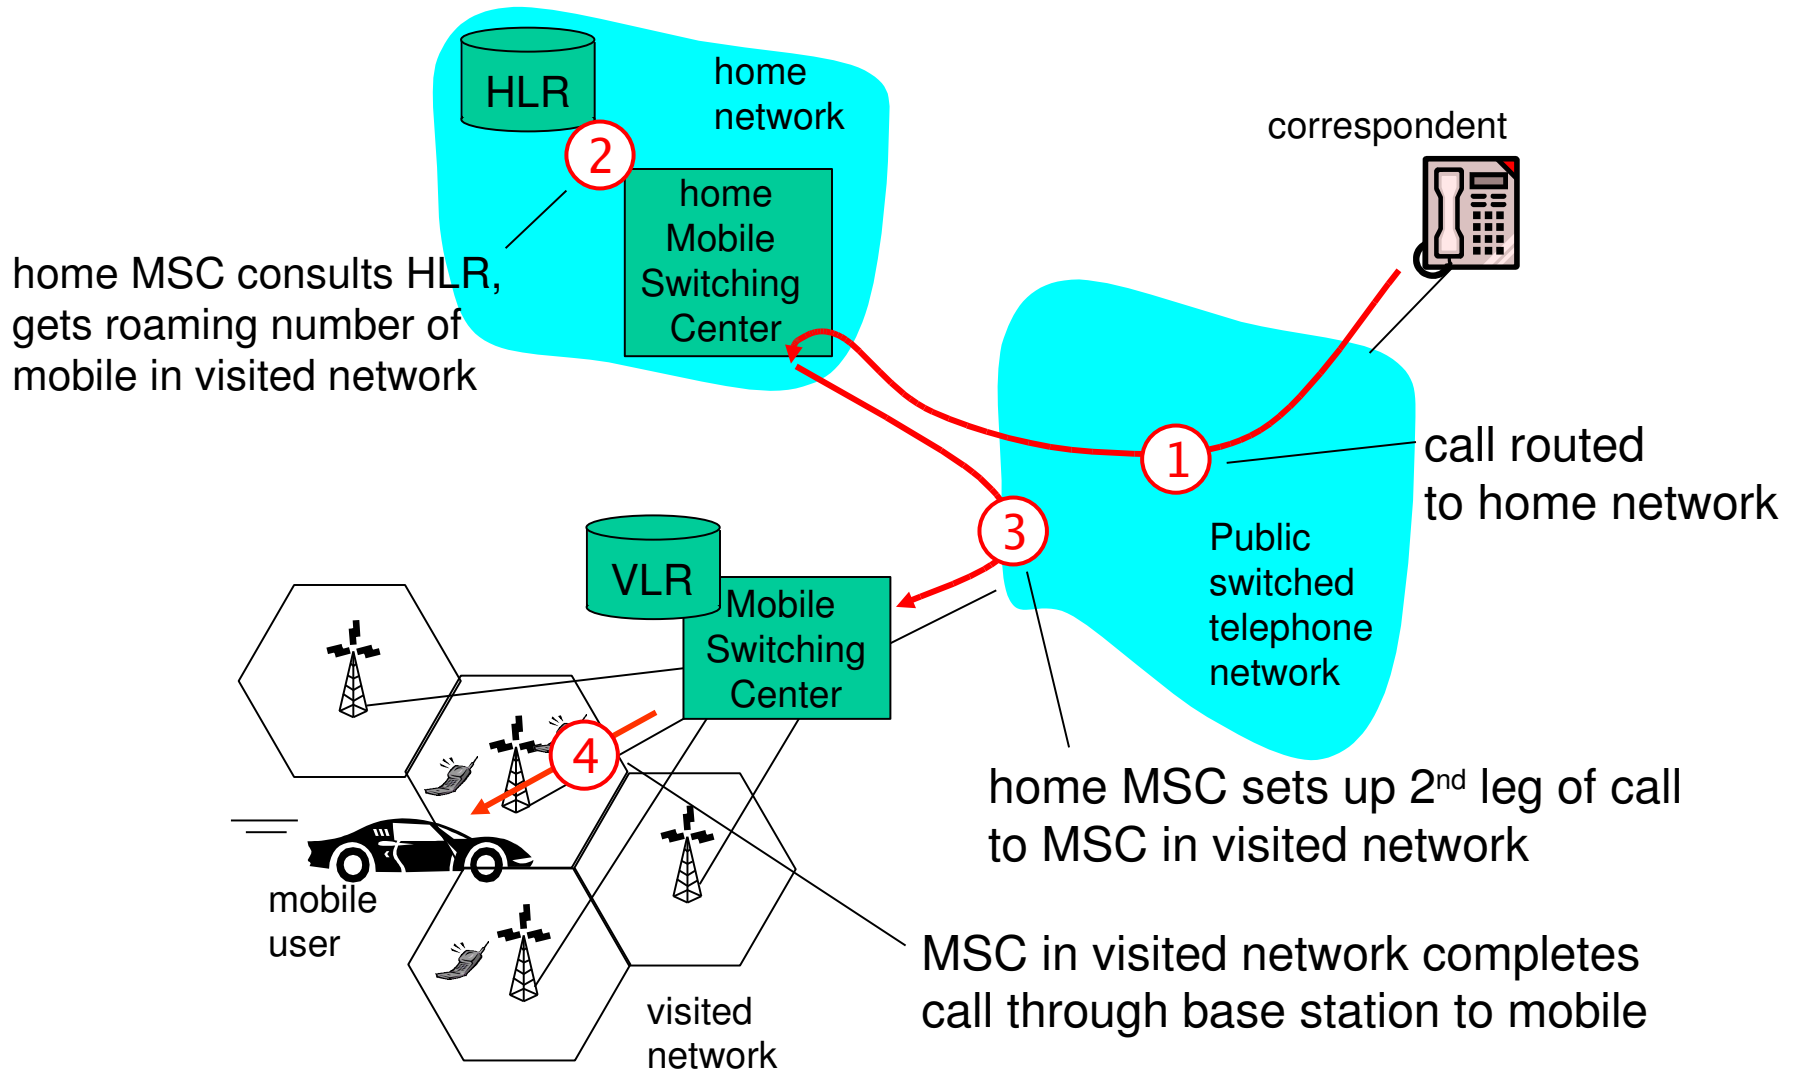 HLR
home
network
2
home
Mobile
Switching
Center
correspondent
home MSC consults HLR,
gets roaming number of
mobile in visited network
1
call routed
to home network
3
Public
switched
telephone
network
VLR
Mobile
Switching
Center
4
home MSC sets up 2nd leg of call
to MSC in visited network
mobile
user
MSC in visited network completes
call through base station to mobile
visited
network